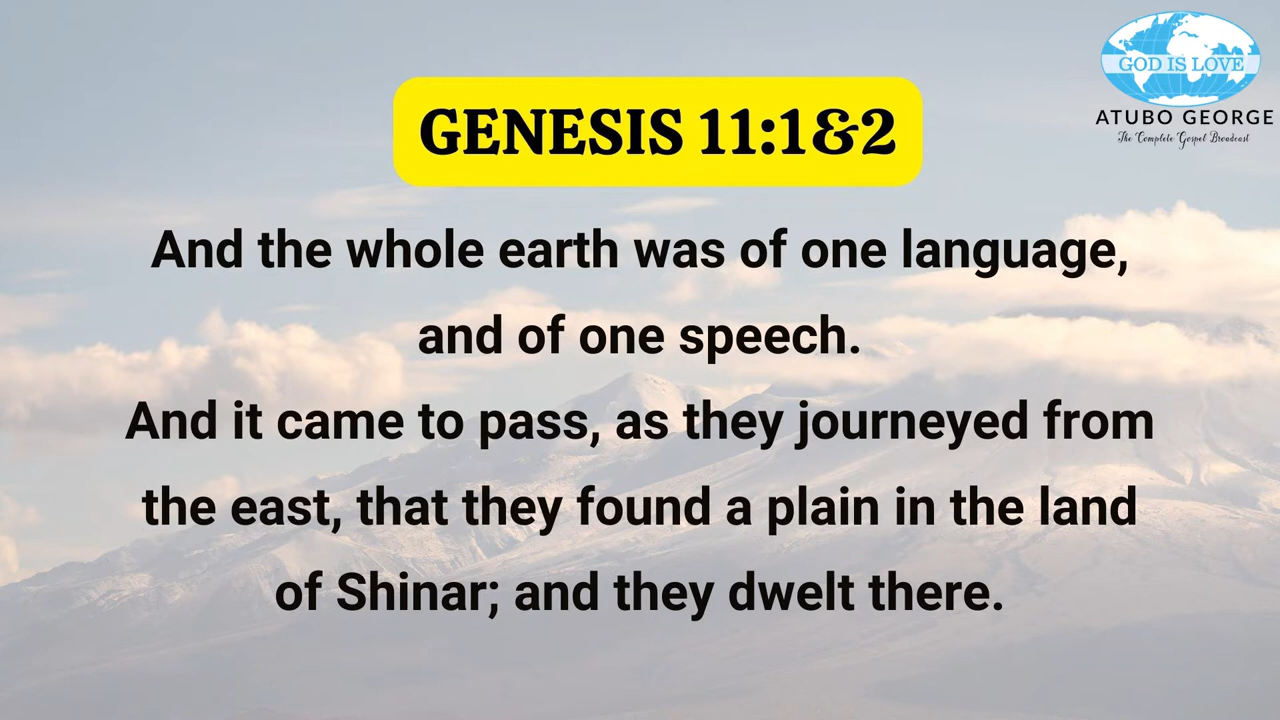 GOD IS LOVE
ATUBO GEORGE
The Complete Gospel Broadcast
GENESIS 11:1&2
And the whole earth was of one language,
and of one speech.
And it came to pass, as they journeyed from
the east, that they found a plain in the land
of Shinar; and they dwelt there.